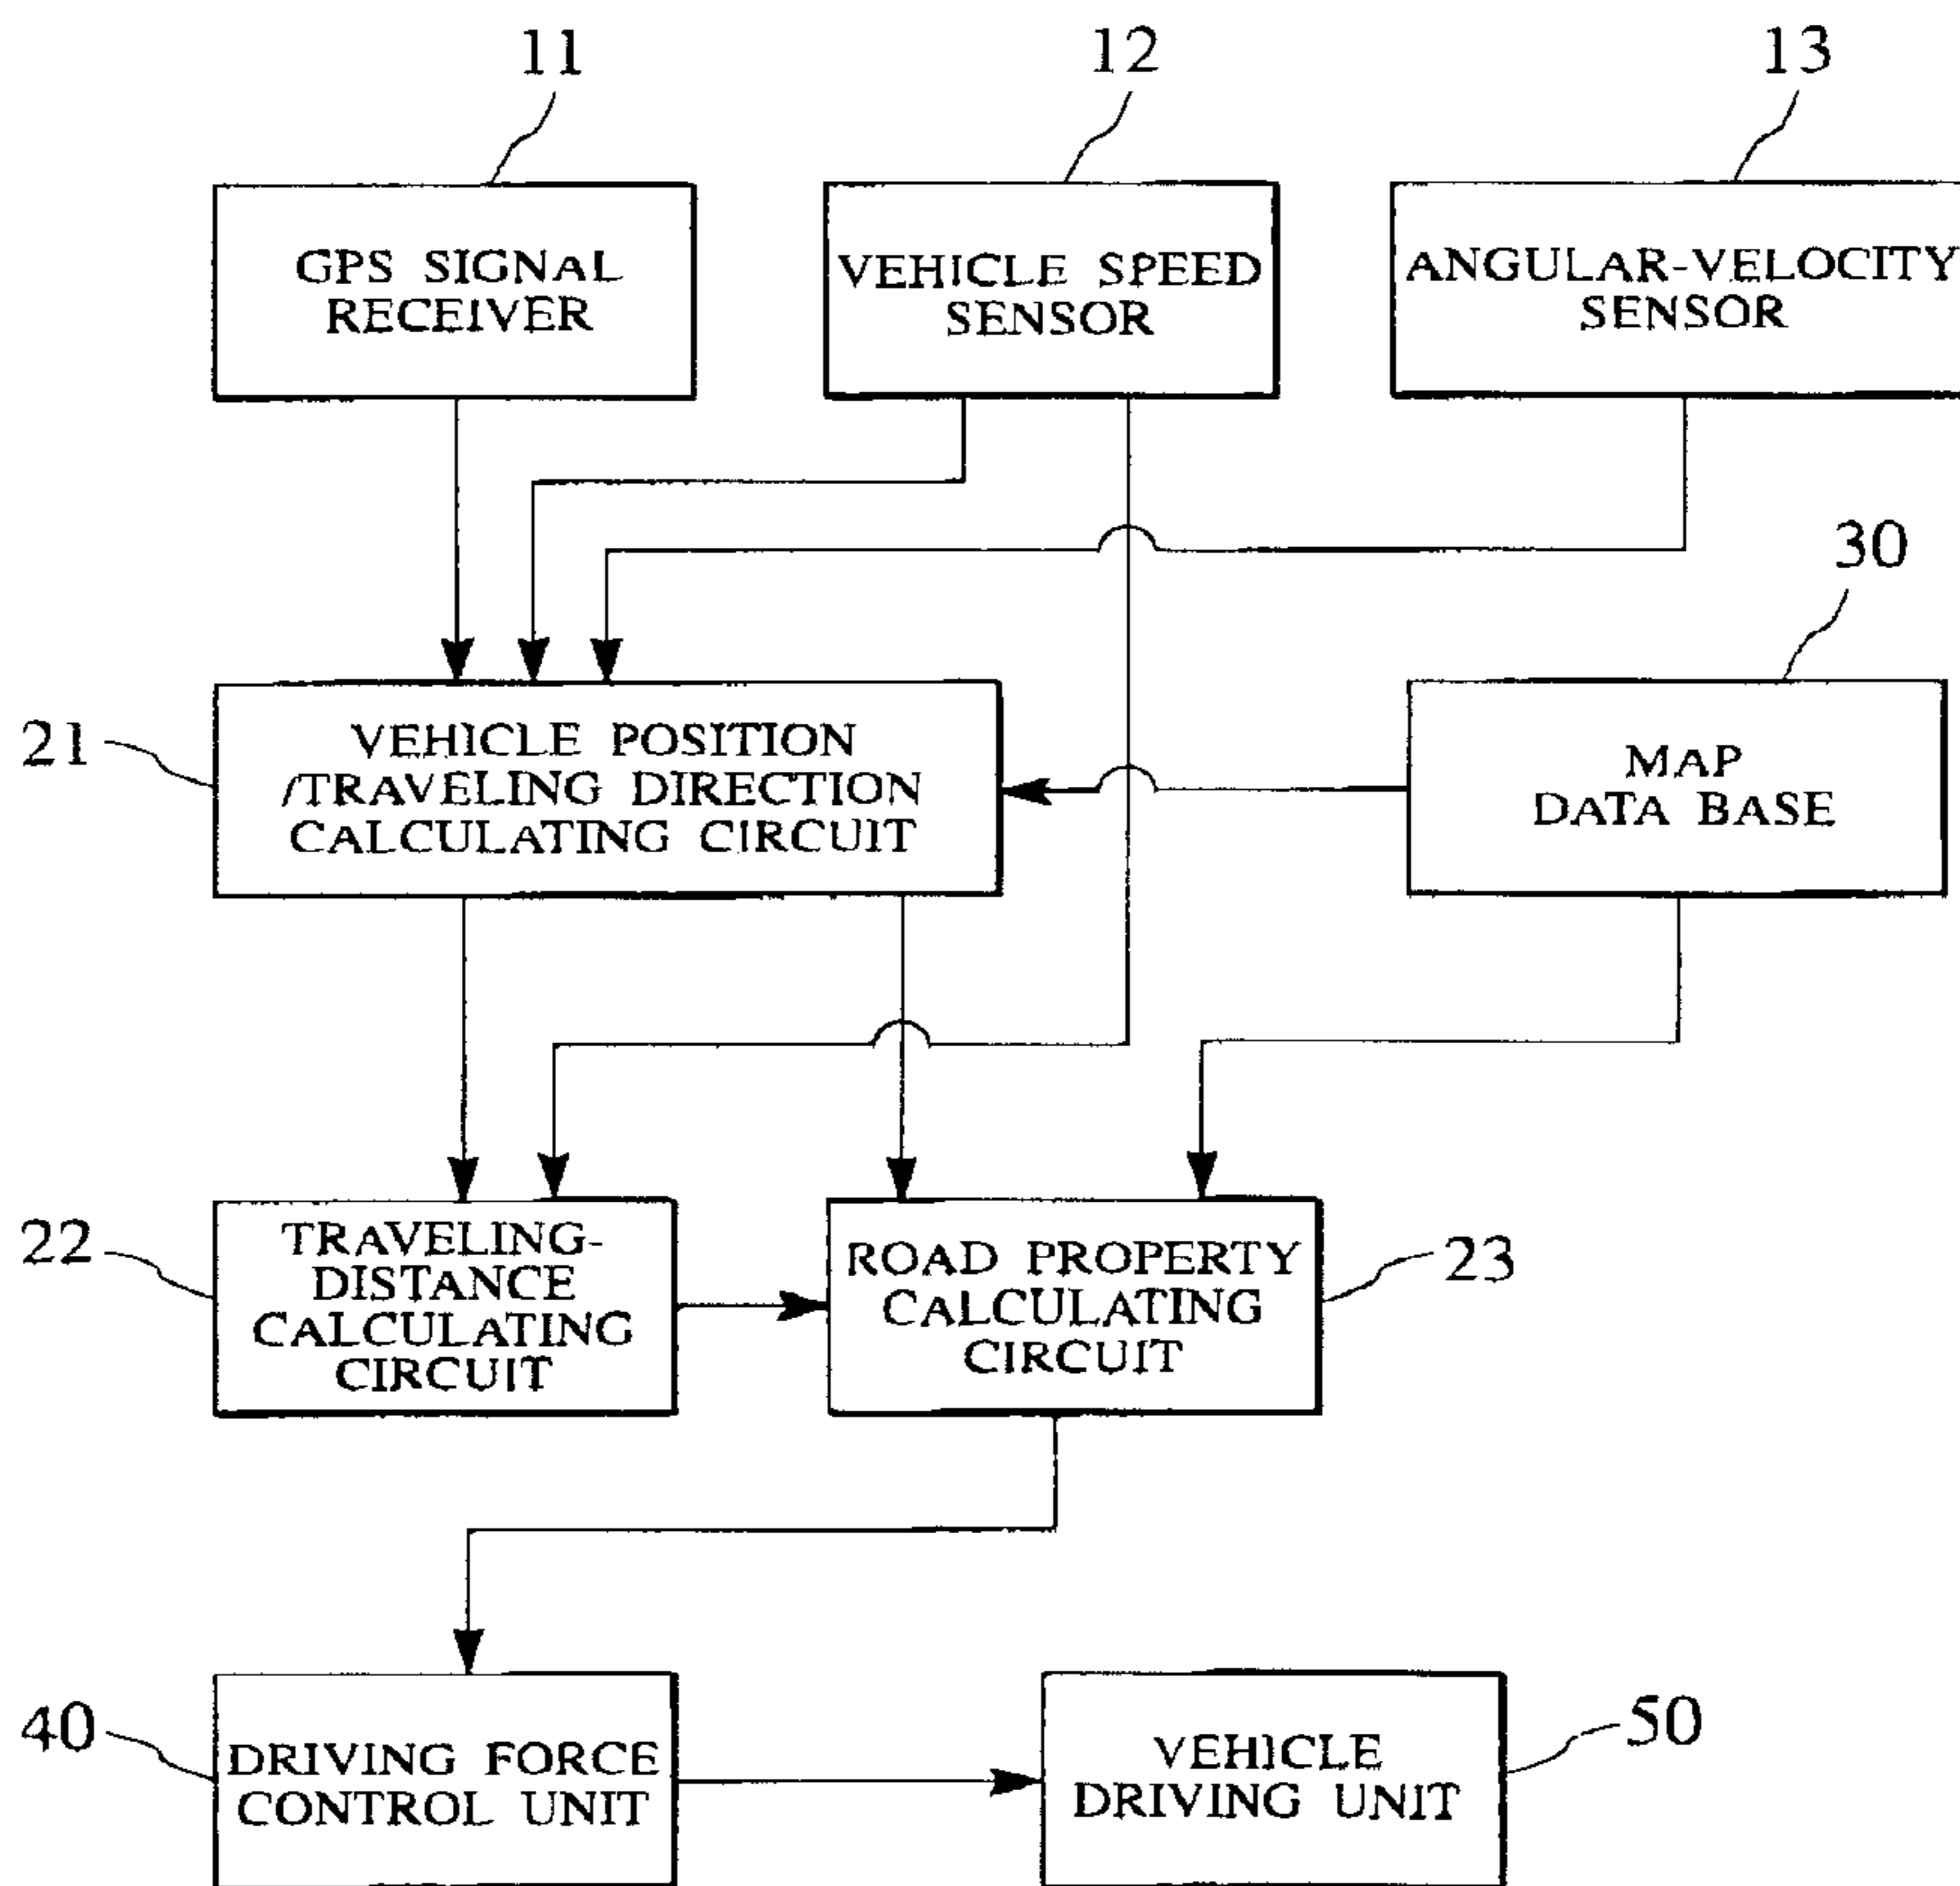 11
12
13
GPS SIGNAL
RECEIVER
VEHICLE SPEED
SENSOR
ANGULAR-VELOCITY
SENSOR
30
21
VEHICLE POSITION
/TRAVELING DIRECTION
CALCULATING CIRCUIT
MAP
DATA BASE
22
TRAVELING-
DISTANCE
CALCULATING
CIRCUIT
ROAD PROPERTY
CALCULATING
CIRCUIT
23
40
DRIVING FORCE
CONTROL UNIT
VEHICLE
DRIVING UNIT
50